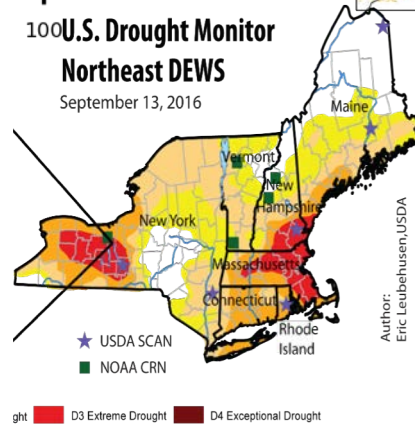 100
U.S. Drought Monitor
Northeast DEWS
September 13, 2016
Maine
Vermont
New
Hampshire
New York
Massachusetts
Connecticut
Rhode
Island
USDA SCAN
NOAA CRN
Author:
Eric Leubehusen,USDA
ght
D3 Extreme Drought
D4 Exceptional Drought